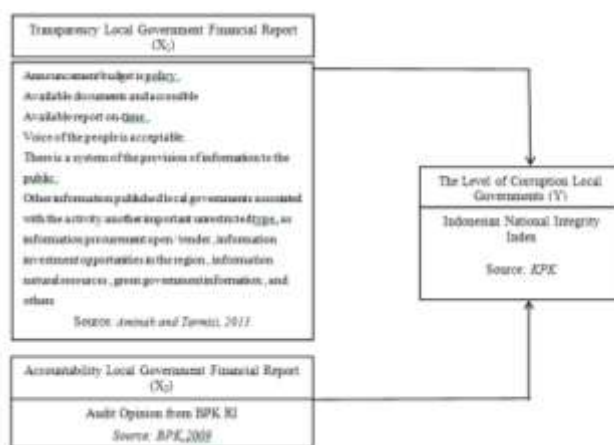 Transparency Local Government Financial Report
(X₁)
Announcement budget is policy,
Available documents and accessible
Available report on-time,
Voice of the people is acceptable
There is a system of the provision of information to the
public,
Other information published local governments associated
with the activity another important unrestricted type, as
information procurement open / tender, information
investment opportunities in the region, information
natural resources, green government information, and
others
Source: Aminah and Tarmizi, 2013
Accountability Local Government Financial Report
(X₂)
Audit Opinion from BPK RI
Source: BPK,2009
The Level of Corruption Local
Governments (Y)
Indonesian National Integrity
Index
Source: KPK